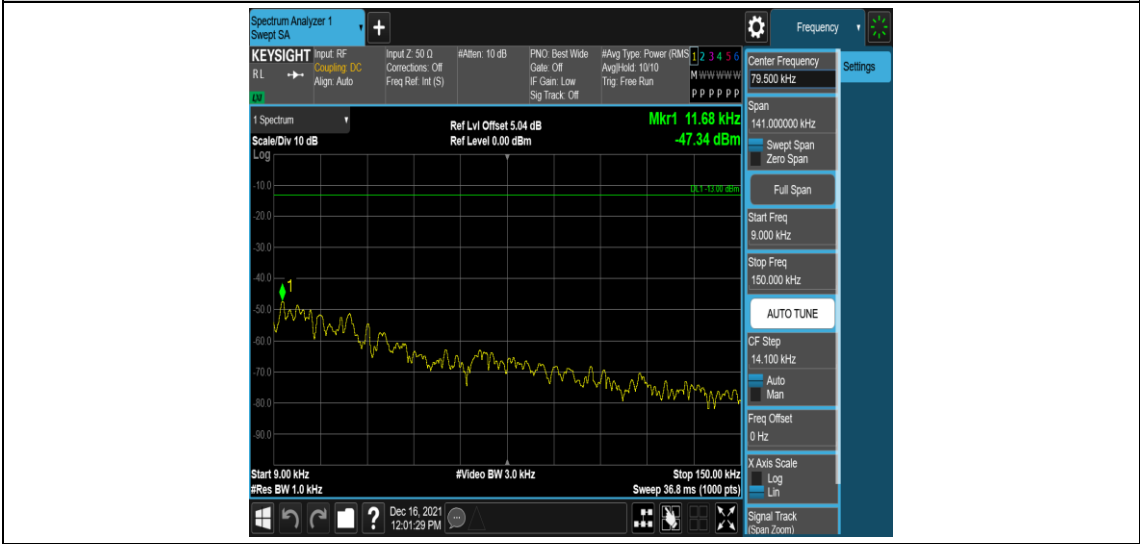 Spectrum Analyzer 1
Swept SA
+
Frequency
KEYSIGHT
RL
Input: RF
Coupling: DC
Align: Auto
Input Z: 50 Ω
Corrections: Off
Freq Ref: Int (S)
#Atten: 10 dB
PNO: Best Wide
Gate: Off
IF Gain: Low
Sig Track: Off
#Avg Type: Power (RMS
Avg|Hold: 10/10
Trig: Free Run
1 2 3 4 5 6
M W W W W W
P P P P P P
1 Spectrum
Scale/Div 10 dB
Log
Ref Lvl Offset 5.04 dB
Ref Level 0.00 dBm
Mkr1 11.68 kHz
-47.34 dBm
DL1 -13.00 dBm
-10.0
-20.0
-30.0
-40.0
1
-50.0
-60.0
-70.0
-80.0
-90.0
Start 9.00 kHz
#Res BW 1.0 kHz
#Video BW 3.0 kHz
Stop 150.00 kHz
Sweep 36.8 ms (1000 pts)
?
Dec 16, 2021
12:01:29 PM
Center Frequency
79.500 kHz
Span
141.000000 kHz
Swept Span
Zero Span
Full Span
Start Freq
9.000 kHz
Stop Freq
150.000 kHz
AUTO TUNE
CF Step
14.100 kHz
Auto
Man
Freq Offset
0 Hz
X Axis Scale
Log
Lin
Signal Track
(Span Zoom)
Settings